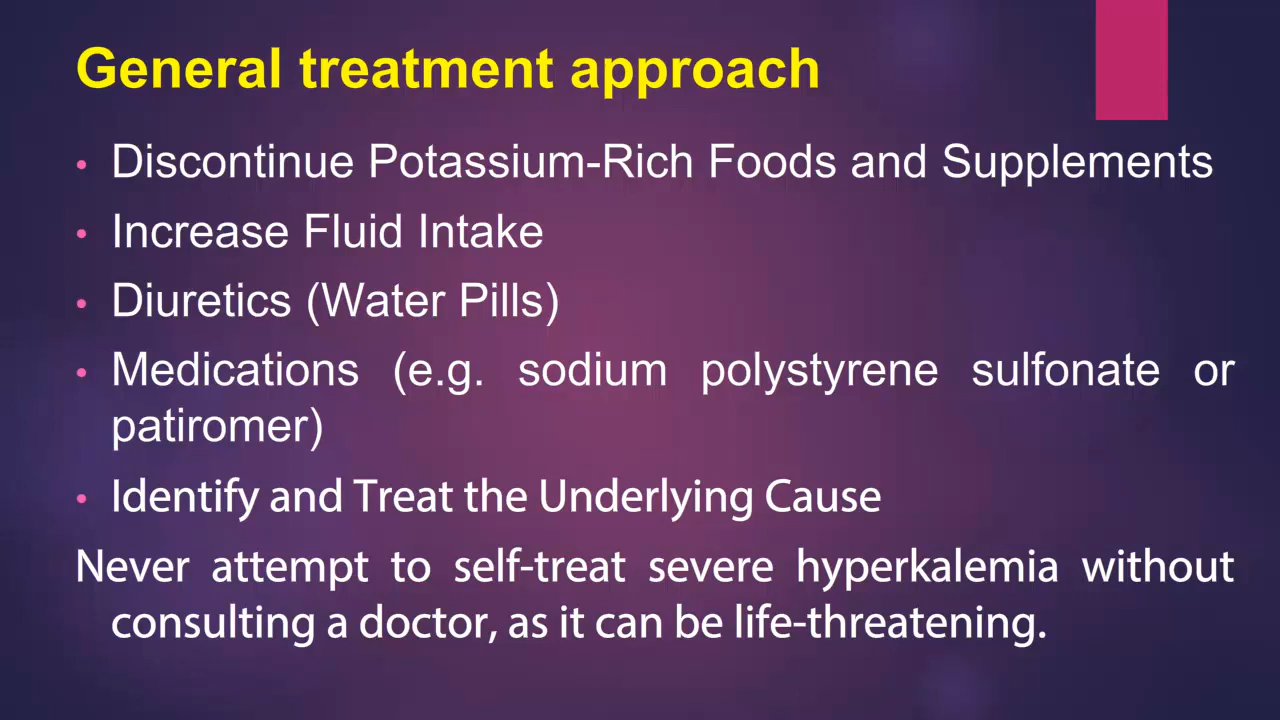 General treatment approach
• Discontinue Potassium-Rich Foods and Supplements
• Increase Fluid Intake
• Diuretics (Water Pills)
• Medications (e.g. sodium polystyrene sulfonate or
patiromer)
• Identify and Treat the Underlying Cause
Never attempt to self-treat severe hyperkalemia without
consulting a doctor, as it can be life-threatening.